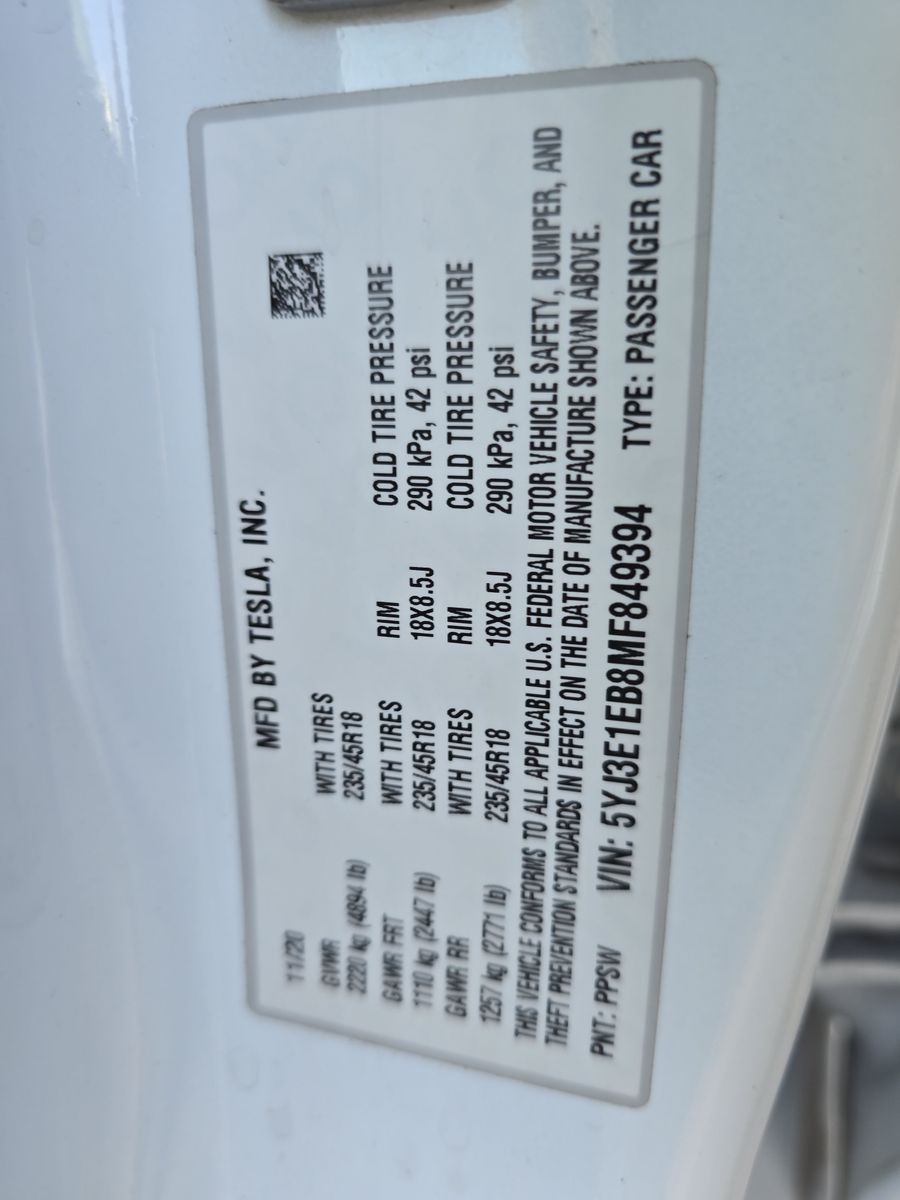 MFD BY TESLA, INC.
11/20
GVWR WITH TIRES
2220 kg (4894 lb) 235/45R18
GAWR FRT WITH TIRES RIM COLD TIRE PRESSURE
1110 kg (2447 lb) 235/45R18 18X8.5J 290 kPa, 42 psi
GAWR RR WITH TIRES RIM COLD TIRE PRESSURE
1257 kg (2771 lb) 235/45R18 18X8.5J 290 kPa, 42 psi
THIS VEHICLE CONFORMS TO ALL APPLICABLE U.S. FEDERAL MOTOR VEHICLE SAFETY, BUMPER, AND
THEFT PREVENTION STANDARDS IN EFFECT ON THE DATE OF MANUFACTURE SHOWN ABOVE.
PNT: PPSW VIN: 5YJ3E1EB8MF849394 TYPE: PASSENGER CAR